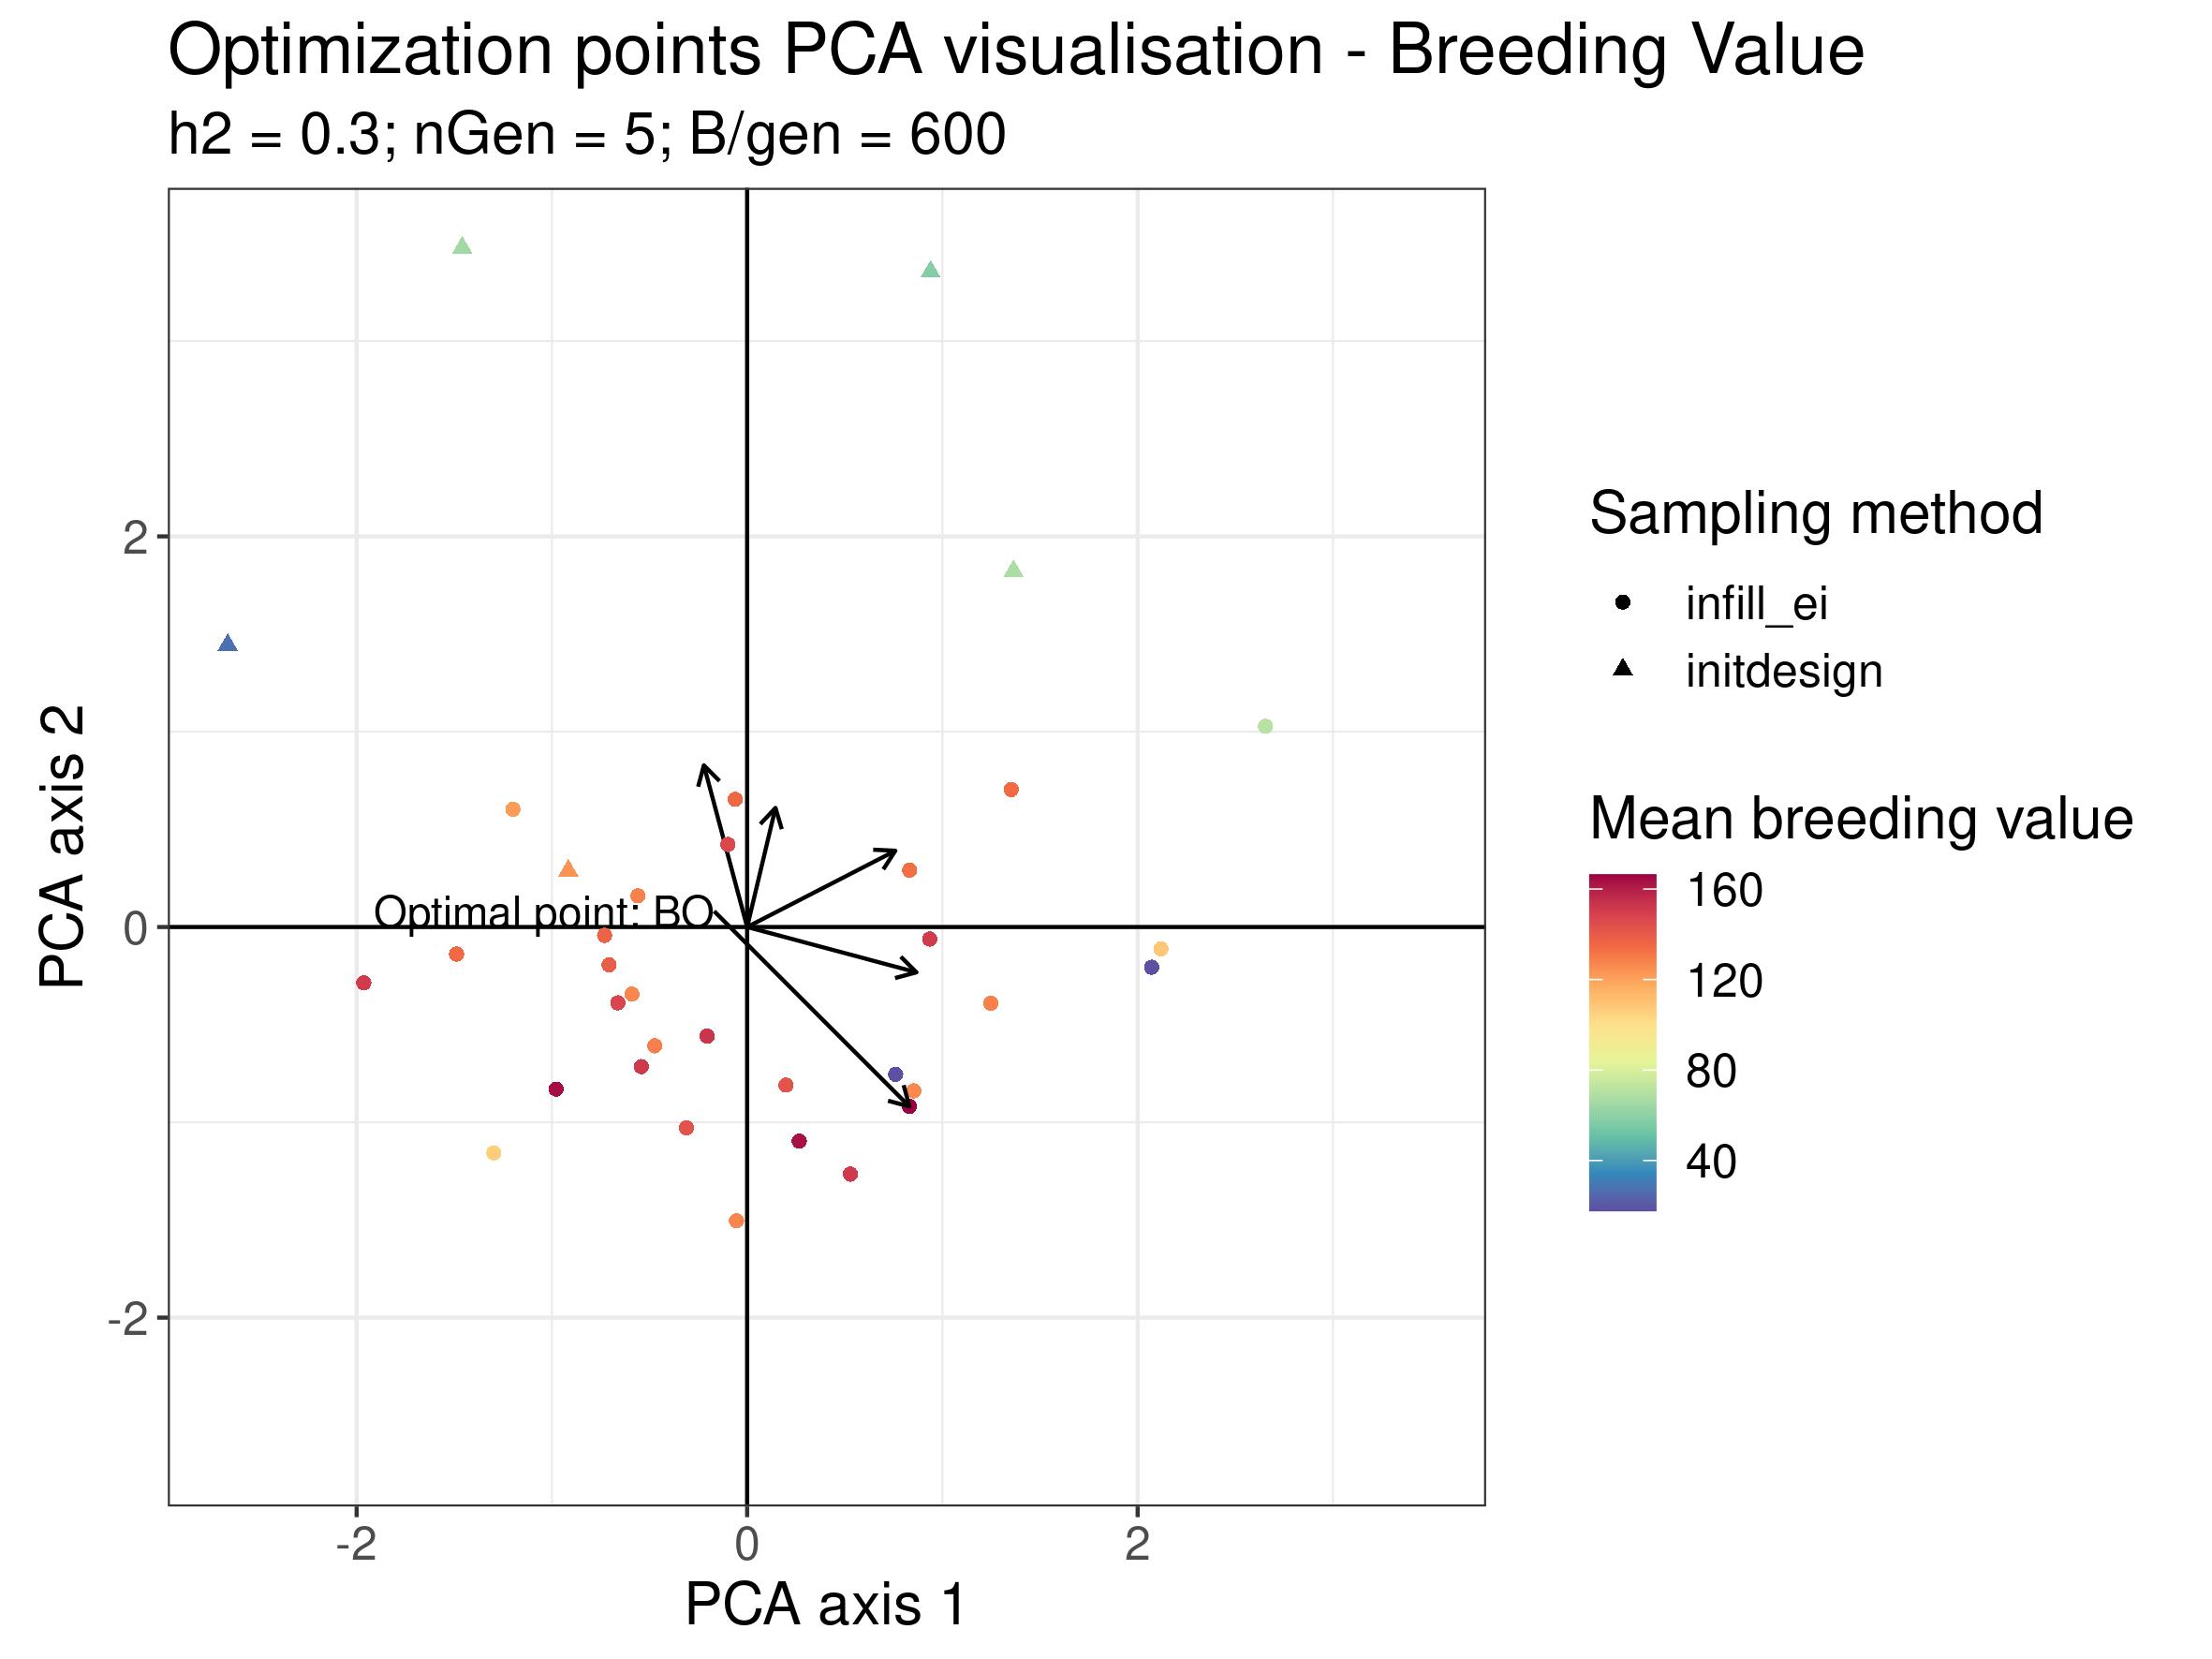 Optimization points PCA visualisation - Breeding Value
h2 = 0.3; nGen = 5; B/gen = 600
PCA axis 2
2
0
-2
Optimal point: BO
-2
0
2
PCA axis 1
Sampling method
infill_ei
initdesign
Mean breeding value
160
120
80
40